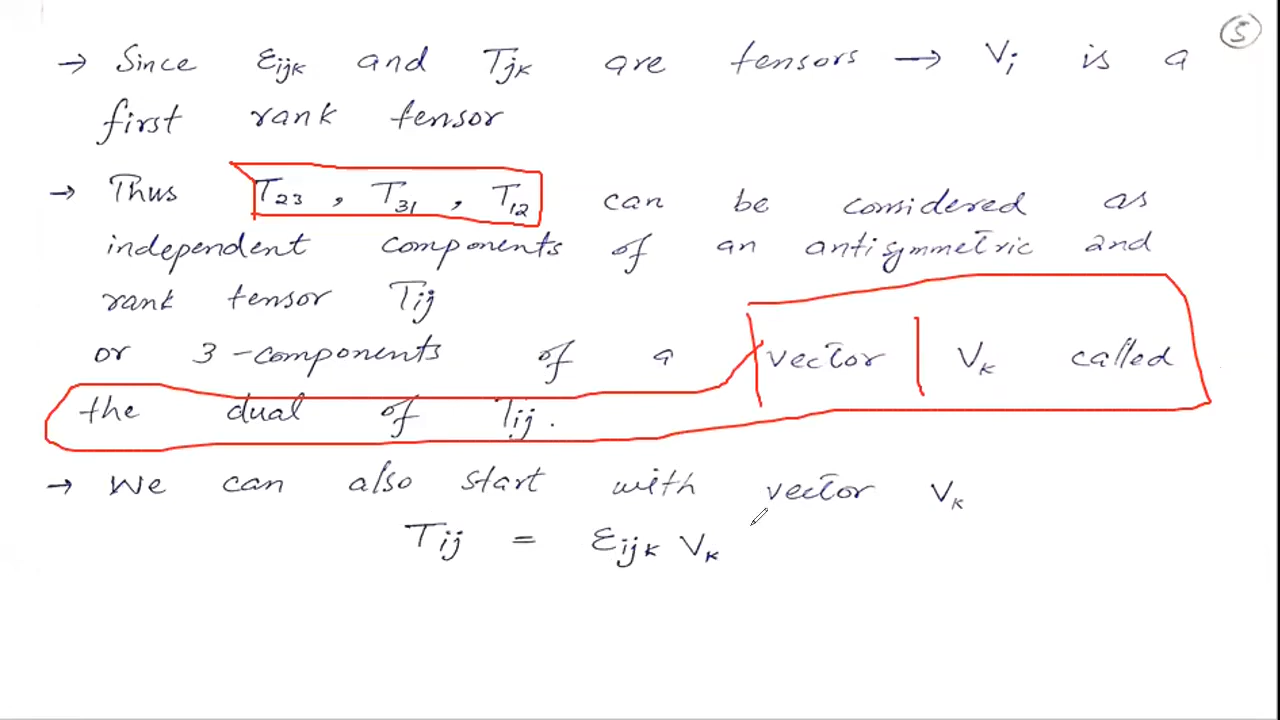 5
→ Since εijk and Tjk are tensors → Vi is a
first rank tensor
→ Thus T23 , T31 , T12 can be considered as
independent components of an antisymmetric and
rank tensor Tij
or 3-components of a vector Vk called
the dual of Tij.
→ We can also start with vector Vk
Tij = εijk Vk